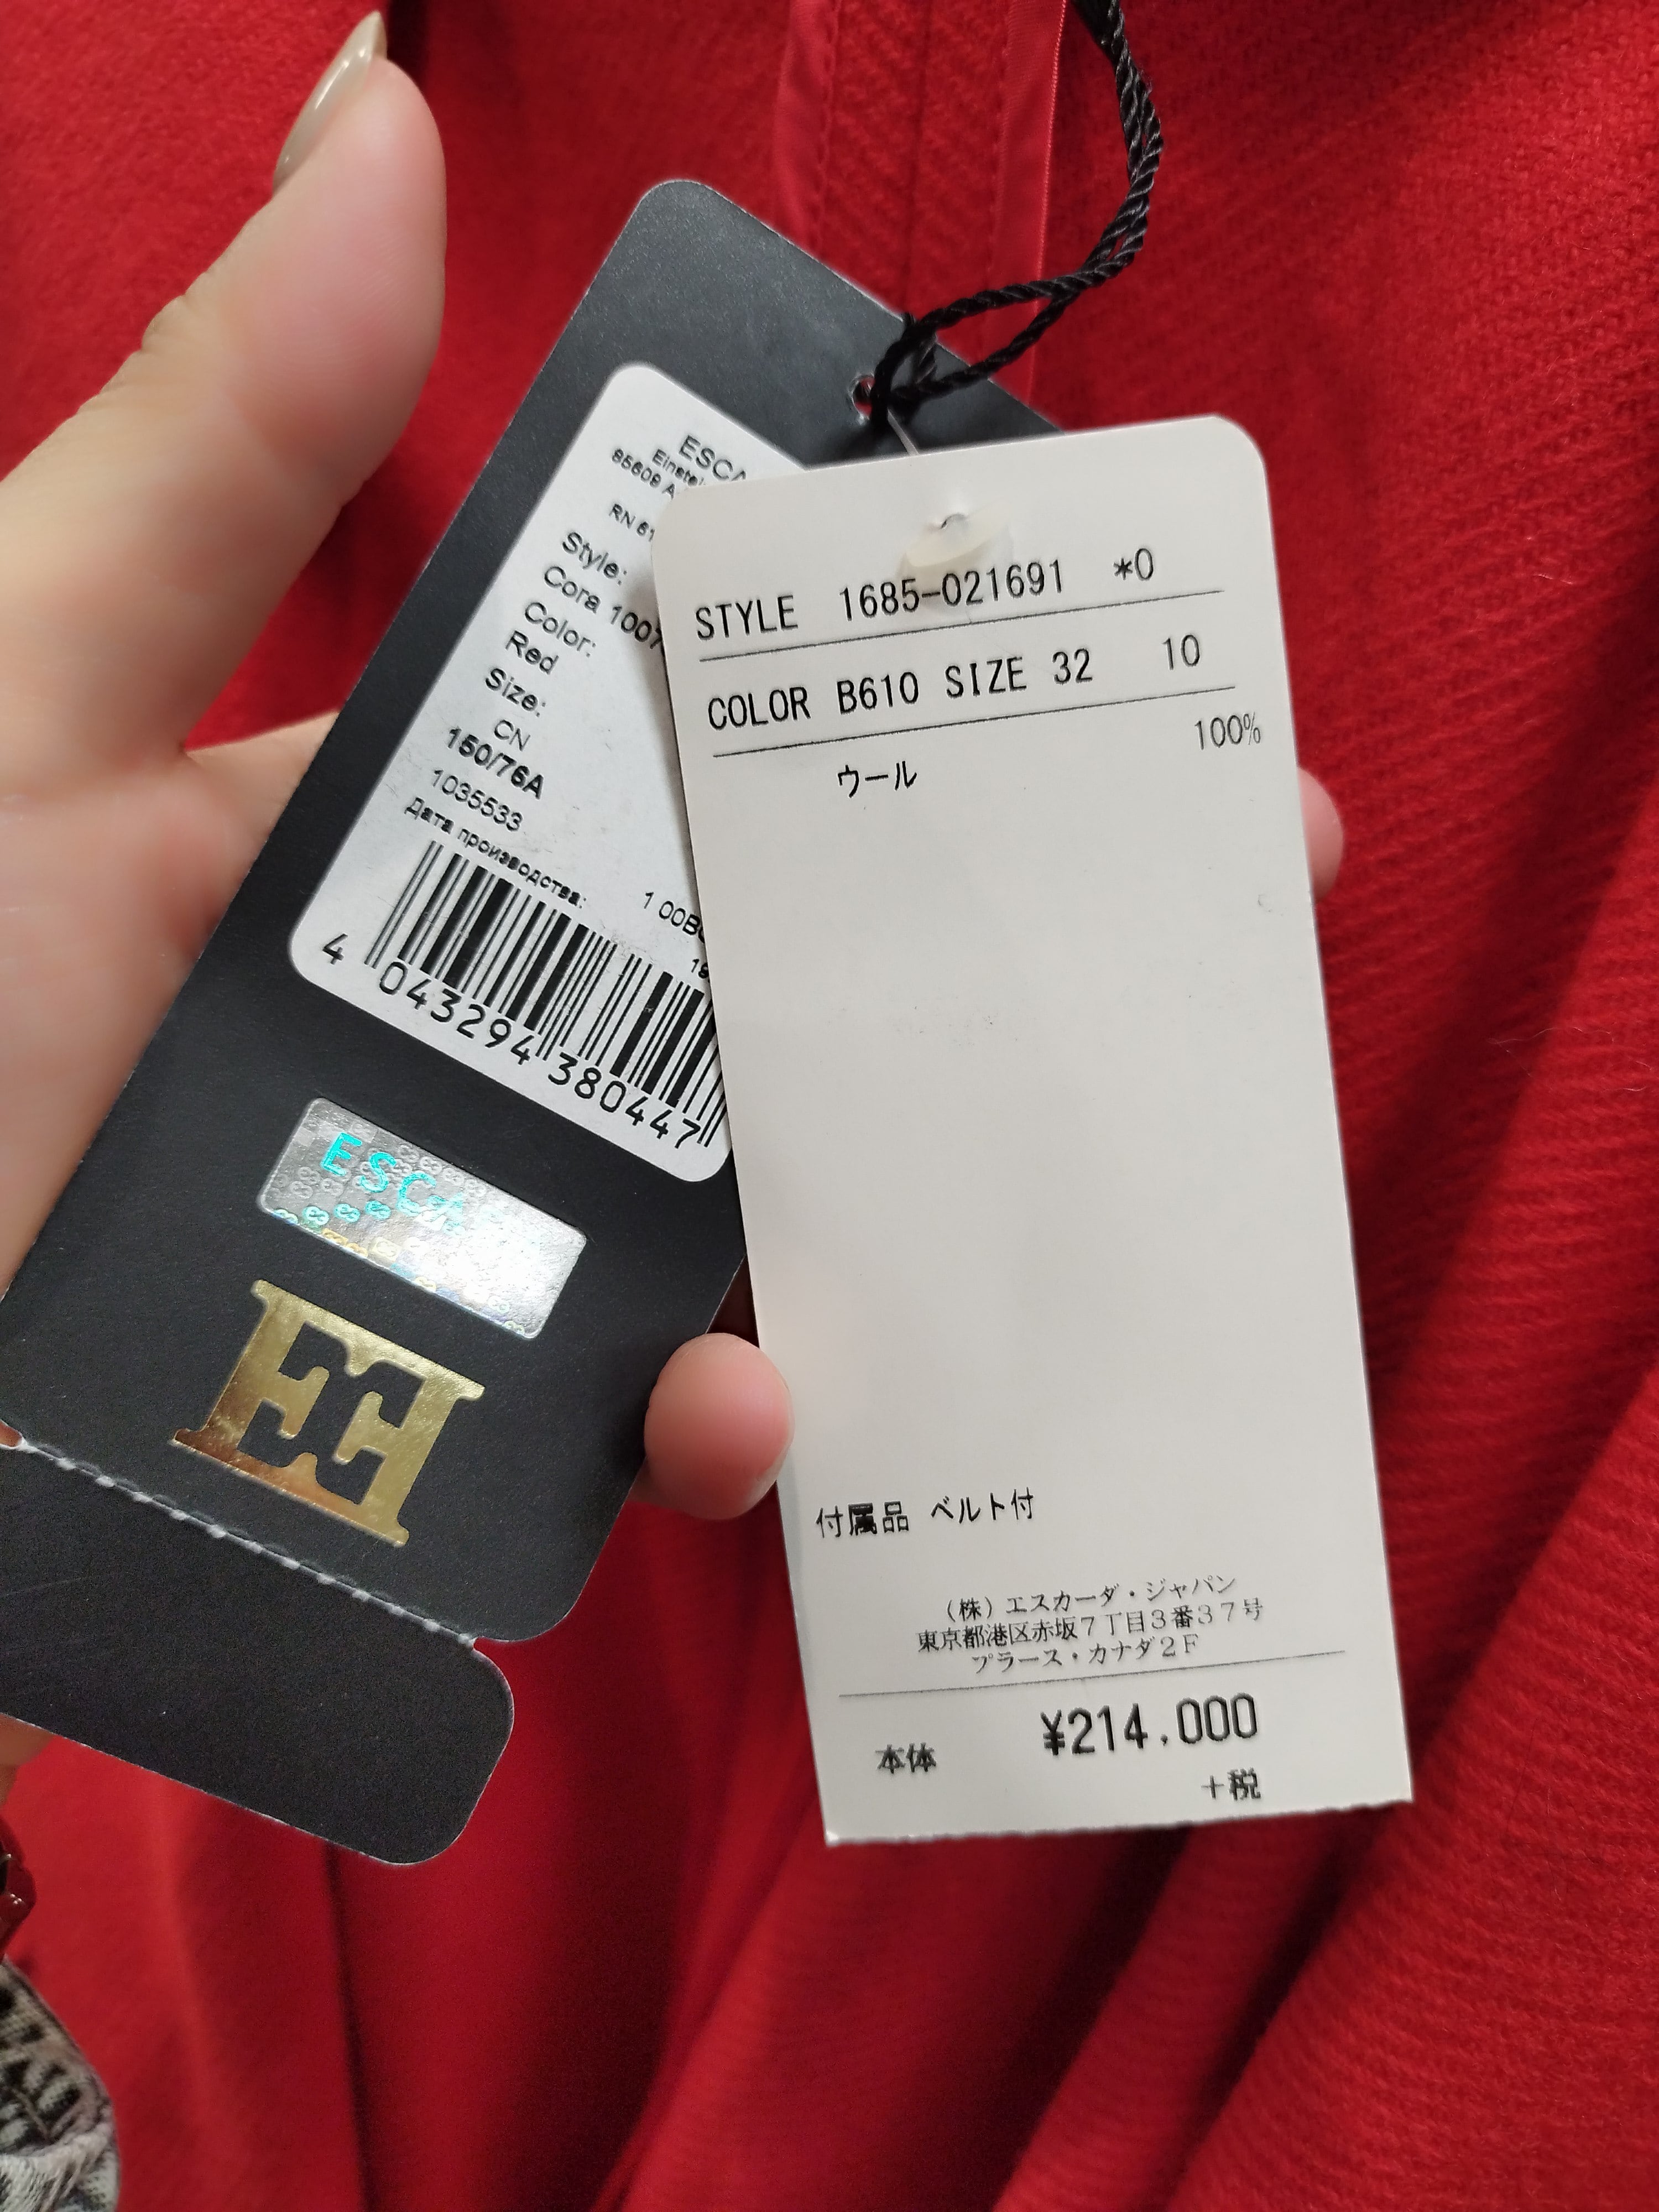 ESCA
Einstei
85609 A
RN 61
Style:
Cora 1007
Color:
Red
Size:
CN
150/76A
1035533
Дата производства:
1 00B
19
4 043294 380447
ESCA
STYLE 1685-021691 *0
COLOR B610 SIZE 32 10
ウール 100%
付属品 ベルト付
(株)エスカーダ・ジャパン
東京都港区赤坂7丁目3番37号
プラース・カナダ2F
本体 ¥214.000
+税